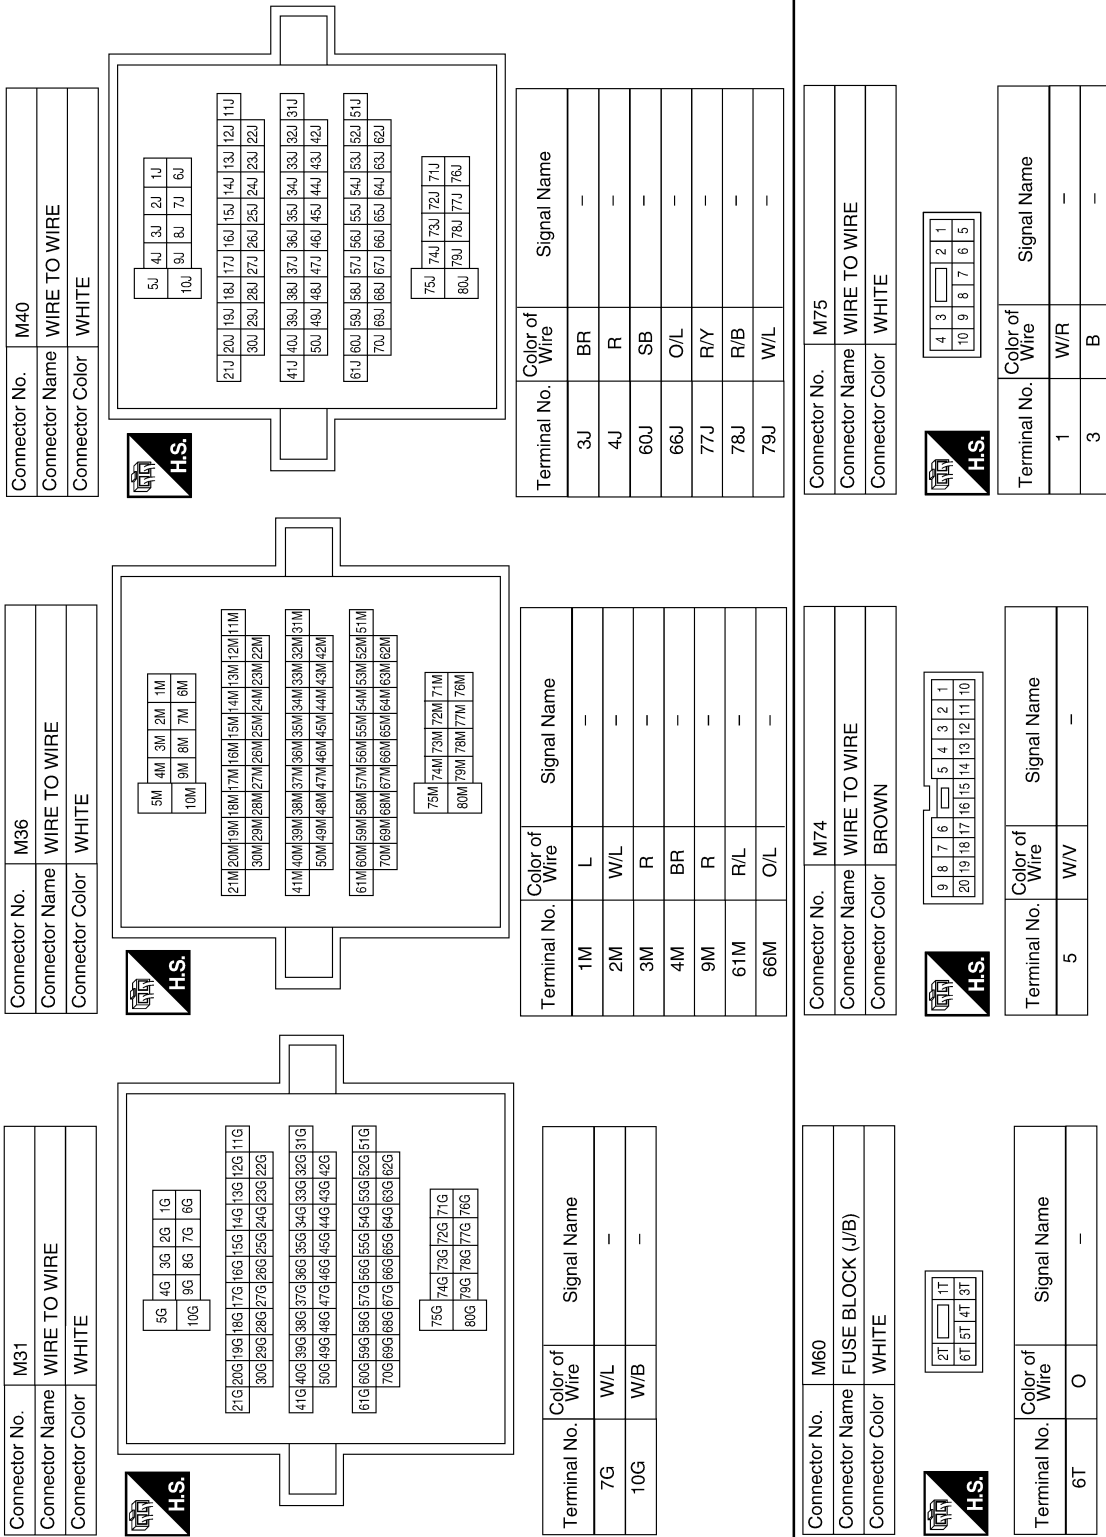 Connector No. M31
Connector Name WIRE TO WIRE
Connector Color WHITE
H.S.
5G 4G 3G 2G 1G
10G 9G 8G 7G 6G
21G 20G 19G 18G 17G 16G 15G 14G 13G 12G 11G
30G 29G 28G 27G 26G 25G 24G 23G 22G
41G 40G 39G 38G 37G 36G 35G 34G 33G 32G 31G
50G 49G 48G 47G 46G 45G 44G 43G 42G
61G 60G 59G 58G 57G 56G 55G 54G 53G 52G 51G
70G 69G 68G 67G 66G 65G 64G 63G 62G
75G 74G 73G 72G 71G
80G 79G 78G 77G 76G
Terminal No. Color of Wire Signal Name
7G W/L –
10G W/B –
Connector No. M36
Connector Name WIRE TO WIRE
Connector Color WHITE
H.S.
5M 4M 3M 2M 1M
10M 9M 8M 7M 6M
21M 20M 19M 18M 17M 16M 15M 14M 13M 12M 11M
30M 29M 28M 27M 26M 25M 24M 23M 22M
41M 40M 39M 38M 37M 36M 35M 34M 33M 32M 31M
50M 49M 48M 47M 46M 45M 44M 43M 42M
61M 60M 59M 58M 57M 56M 55M 54M 53M 52M 51M
70M 69M 68M 67M 66M 65M 64M 63M 62M
75M 74M 73M 72M 71M
80M 79M 78M 77M 76M
Terminal No. Color of Wire Signal Name
1M L –
2M W/L –
3M R –
4M BR –
9M R –
61M R/L –
66M O/L –
Connector No. M40
Connector Name WIRE TO WIRE
Connector Color WHITE
H.S.
5J 4J 3J 2J 1J
10J 9J 8J 7J 6J
21J 20J 19J 18J 17J 16J 15J 14J 13J 12J 11J
30J 29J 28J 27J 26J 25J 24J 23J 22J
41J 40J 39J 38J 37J 36J 35J 34J 33J 32J 31J
50J 49J 48J 47J 46J 45J 44J 43J 42J
61J 60J 59J 58J 57J 56J 55J 54J 53J 52J 51J
70J 69J 68J 67J 66J 65J 64J 63J 62J
75J 74J 73J 72J 71J
80J 79J 78J 77J 76J
Terminal No. Color of Wire Signal Name
3J BR –
4J R –
60J SB –
66J O/L –
77J R/Y –
78J R/B –
79J W/L –
Connector No. M60
Connector Name FUSE BLOCK (J/B)
Connector Color WHITE
H.S.
2T 1T
6T 5T 4T 3T
Terminal No. Color of Wire Signal Name
6T O –
Connector No. M74
Connector Name WIRE TO WIRE
Connector Color BROWN
H.S.
9 8 7 6 5 4 3 2 1
20 19 18 17 16 15 14 13 12 11 10
Terminal No. Color of Wire Signal Name
5 W/V –
Connector No. M75
Connector Name WIRE TO WIRE
Connector Color WHITE
H.S.
4 3 2 1
10 9 8 7 6 5
Terminal No. Color of Wire Signal Name
1 W/R –
3 B –